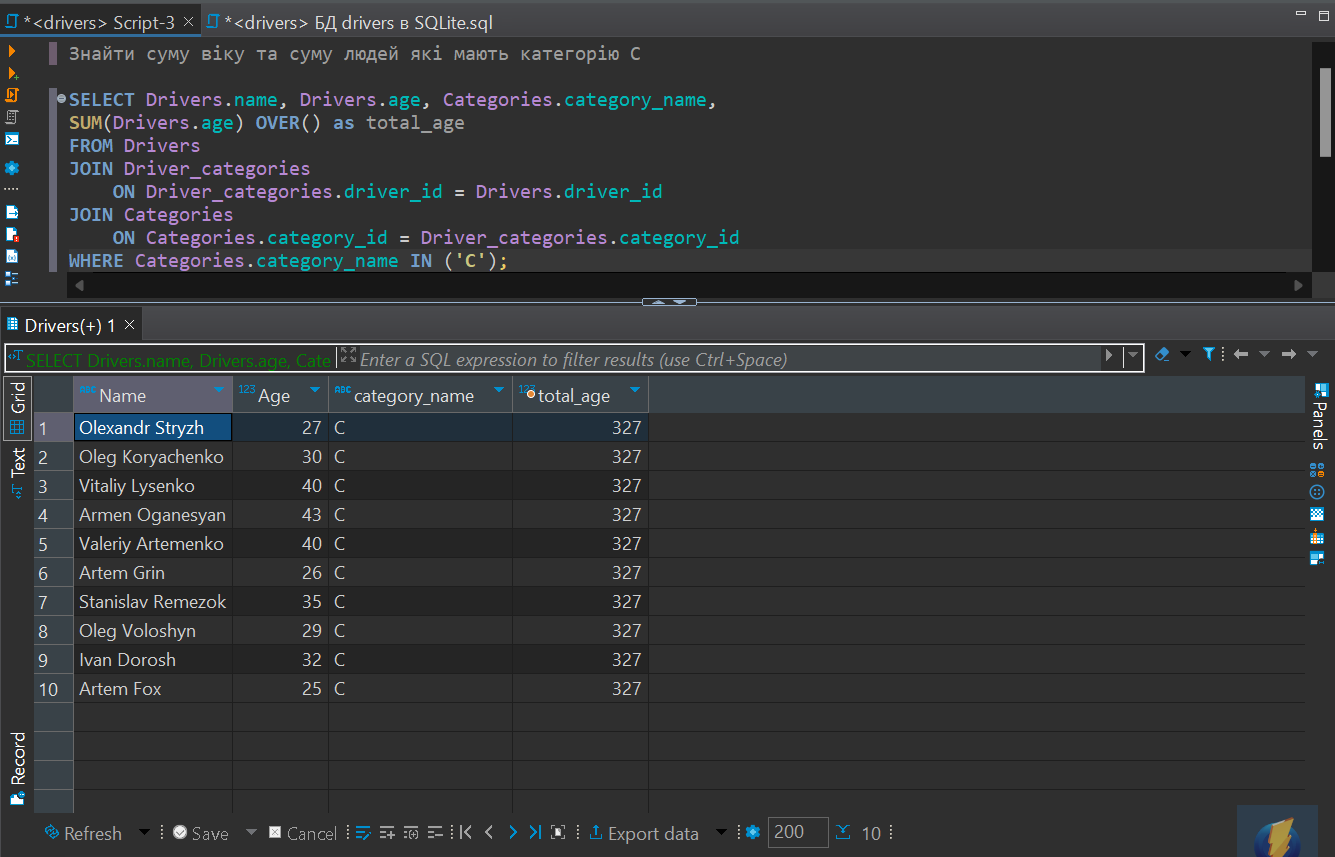 *<drivers> Script-3
*<drivers> БД drivers в SQLite.sql
Знайти суму віку та суму людей які мають категорію С
SELECT Drivers.name, Drivers.age, Categories.category_name,
SUM(Drivers.age) OVER() as total_age
FROM Drivers
JOIN Driver_categories
ON Driver_categories.driver_id = Drivers.driver_id
JOIN Categories
ON Categories.category_id = Driver_categories.category_id
WHERE Categories.category_name IN ('C');
Drivers(+) 1
SELECT Drivers.name, Drivers.age, Cate
Enter a SQL expression to filter results (use Ctrl+Space)
Grid
Text
Record
Panels
ABC Name 123 Age ABC category_name 123 total_age
1 Olexandr Stryzh 27 C 327
2 Oleg Koryachenko 30 C 327
3 Vitaliy Lysenko 40 C 327
4 Armen Oganesyan 43 C 327
5 Valeriy Artemenko 40 C 327
6 Artem Grin 26 C 327
7 Stanislav Remezok 35 C 327
8 Oleg Voloshyn 29 C 327
9 Ivan Dorosh 32 C 327
10 Artem Fox 25 C 327
Refresh Save Cancel Export data 200 10